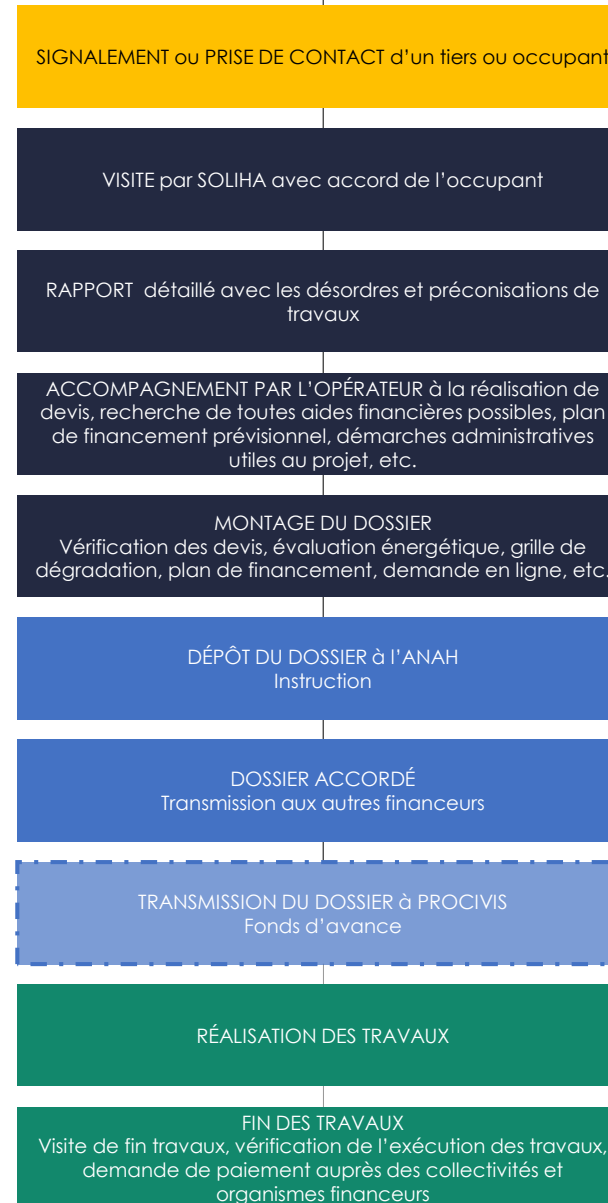 SIGNALEMENT ou PRISE DE CONTACT d’un tiers ou occupant
VISITE par SOLIHA avec accord de l’occupant
RAPPORT détaillé avec les désordres et préconisations de
travaux
ACCOMPAGNEMENT PAR L’OPÉRATEUR à la réalisation de
devis, recherche de toutes aides financières possibles, plan
de financement prévisionnel, démarches administratives
utiles au projet, etc.
MONTAGE DU DOSSIER
Vérification des devis, évaluation énergétique, grille de
dégradation, plan de financement, demande en ligne, etc.
DÉPÔT DU DOSSIER à l’ANAH
Instruction
DOSSIER ACCORDÉ
Transmission aux autres financeurs
TRANSMISSION DU DOSSIER à PROCIVIS
Fonds d’avance
RÉALISATION DES TRAVAUX
FIN DES TRAVAUX
Visite de fin travaux, vérification de l’exécution des travaux,
demande de paiement auprès des collectivités et
organismes financeurs